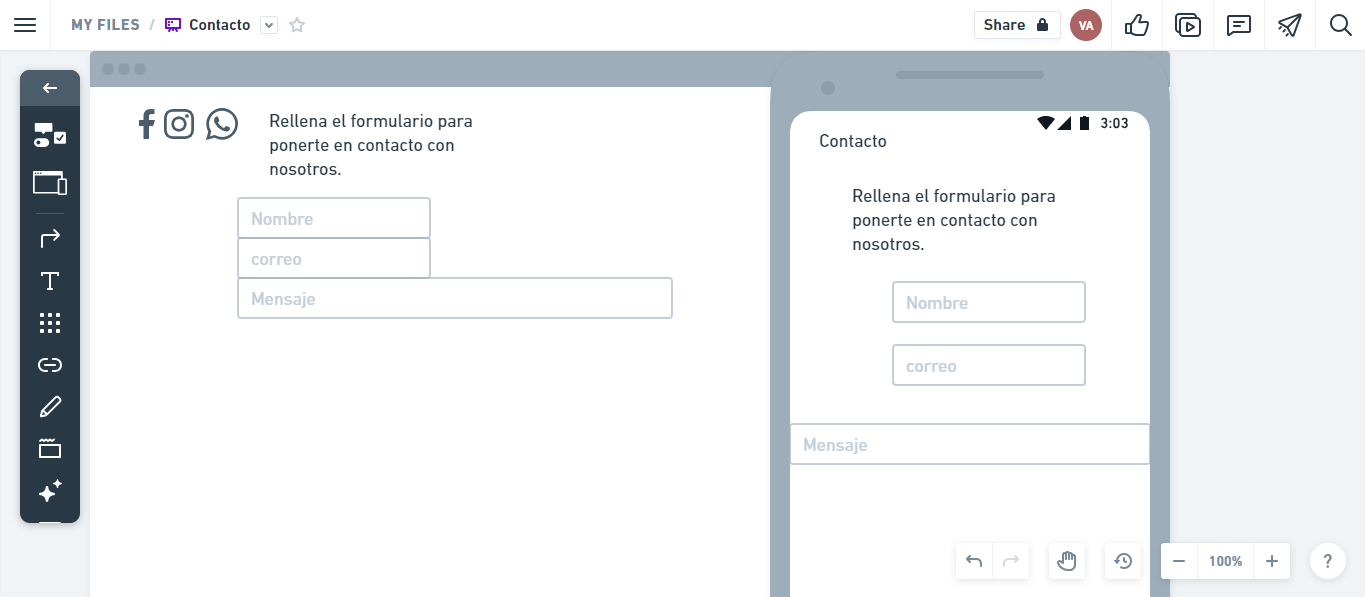 MY FILES / Contacto
Share
VA
Rellena el formulario para
ponerte en contacto con
nosotros.
Nombre
correo
Mensaje
3:03
Contacto
Rellena el formulario para
ponerte en contacto con
nosotros.
Nombre
correo
Mensaje
100%
?